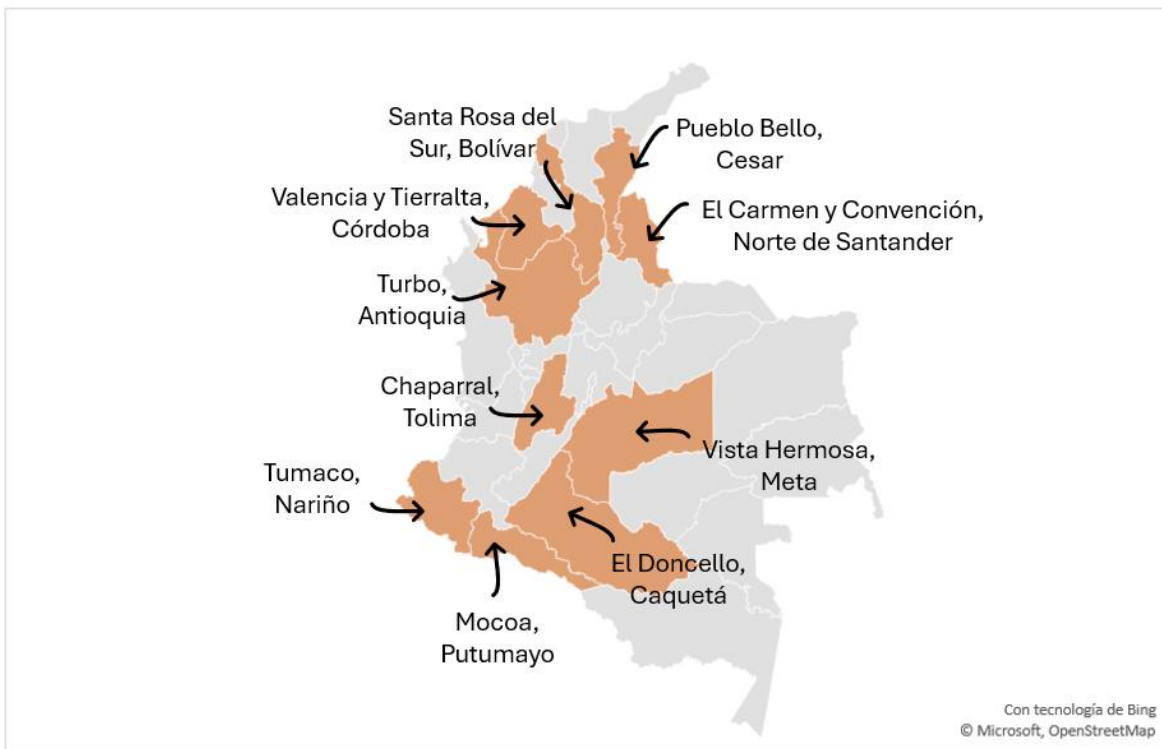 Santa Rosa del
Sur, Bolívar
Pueblo Bello,
Cesar
Valencia y Tierralta,
Córdoba
El Carmen y Convención,
Norte de Santander
Turbo,
Antioquia
Chaparral,
Tolima
Vista Hermosa,
Meta
Tumaco,
Nariño
El Doncello,
Caquetá
Mocoa,
Putumayo
Con tecnología de Bing
© Microsoft, OpenStreetMap